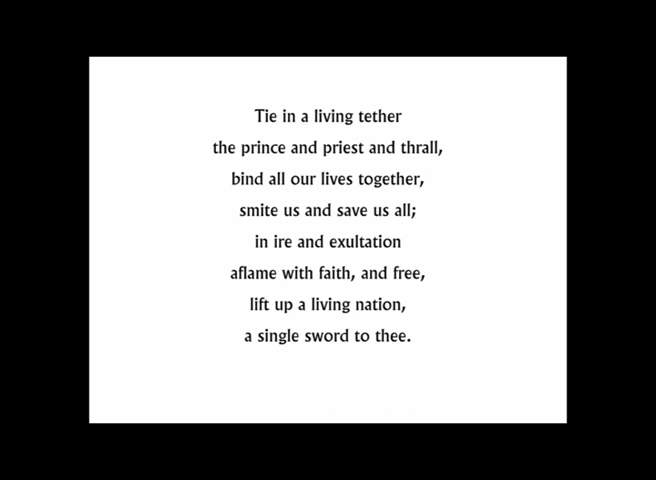 Tie in a living tether
the prince and priest and thrall,
bind all our lives together,
smite us and save us all;
in ire and exultation
aflame with faith, and free,
lift up a living nation,
a single sword to thee.